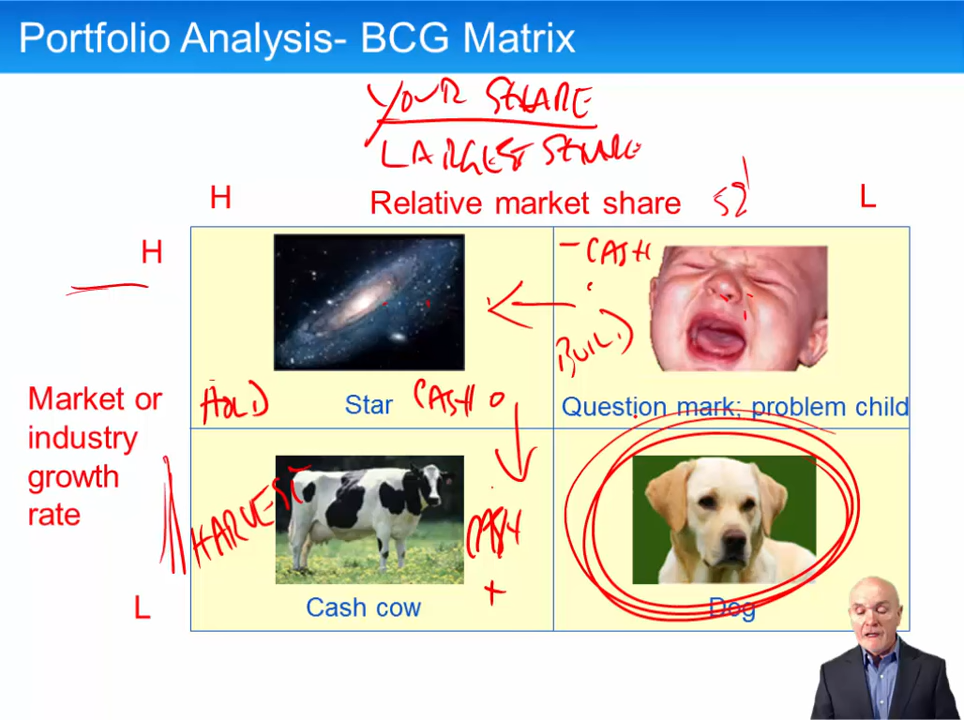 Portfolio Analysis- BCG Matrix
YOUR SHARE
LARGEST SHARE
H
Relative market share
L
H
- CASH
BUILD
HOLD
Star
CASH 0
Question mark; problem child
Market or
industry
growth
rate
HARVEST
CASH
+
L
Cash cow
Dog